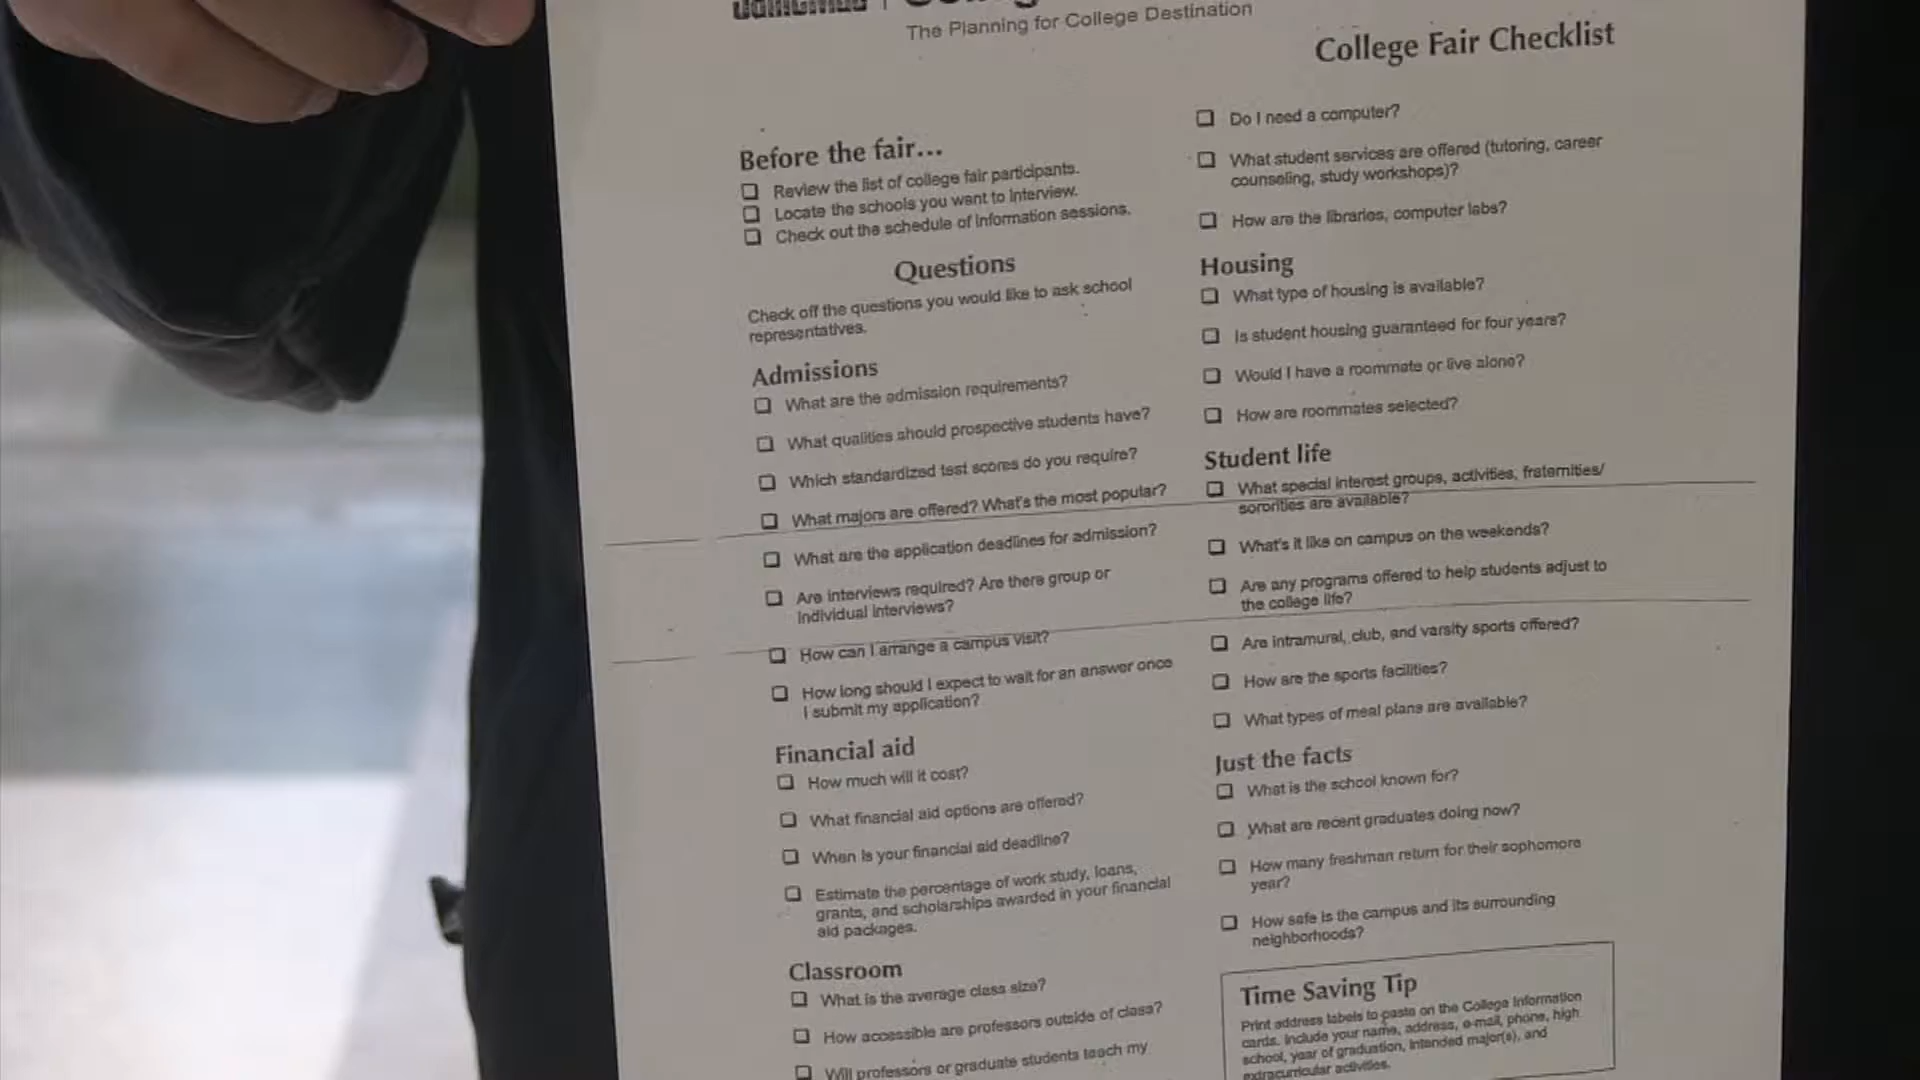 The Planning for College Destination
College Fair Checklist
Before the fair...
Review the list of college fair participants.
Locate the schools you want to interview.
Check out the schedule of information sessions.
Questions
Check off the questions you would like to ask school
representatives.
Admissions
What are the admission requirements?
What qualities should prospective students have?
Which standardized test scores do you require?
What majors are offered? What's the most popular?
What are the application deadlines for admission?
Are interviews required? Are there group or
individual interviews?
How can I arrange a campus visit?
How long should I expect to wait for an answer once
I submit my application?
Financial aid
How much will it cost?
What financial aid options are offered?
When is your financial aid deadline?
Estimate the percentage of work study, loans,
grants, and scholarships awarded in your financial
aid packages.
Classroom
What is the average class size?
How accessible are professors outside of class?
Will professors or graduate students teach my
Do I need a computer?
What student services are offered (tutoring, career
counseling, study workshops)?
How are the libraries, computer labs?
Housing
What type of housing is available?
Is student housing guaranteed for four years?
Would I have a roommate or live alone?
How are roommates selected?
Student life
What special interest groups, activities, fraternities/
sororities are available?
What's it like on campus on the weekends?
Are any programs offered to help students adjust to
the college life?
Are intramural, club, and varsity sports offered?
How are the sports facilities?
What types of meal plans are available?
Just the facts
What is the school known for?
What are recent graduates doing now?
How many freshman return for their sophomore
year?
How safe is the campus and its surrounding
neighborhoods?
Time Saving Tip
Print address labels to paste on the College Information
cards. Include your name, address, e-mail, phone, high
school, year of graduation, intended major(s), and
extracurricular activities.